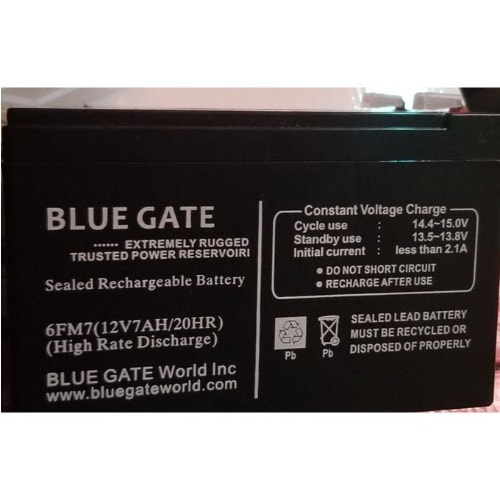 BLUE GATE
...... EXTREMELY RUGGED
TRUSTED POWER RESERVOIRI
Sealed Rechargeable Battery
6FM7(12V7AH/20HR)
(High Rate Discharge)
BLUE GATE World Inc
www.bluegateworld.com
Constant Voltage Charge
Cycle use : 14.4~15.0V
Standby use : 13.5~13.8V
Initial current : less than 2.1A
● DO NOT SHORT CIRCUIT
● RECHARGE AFTER USE
Pb Pb
SEALED LEAD BATTERY
MUST BE RECYCLED OR
DISPOSED OF PROPERLY